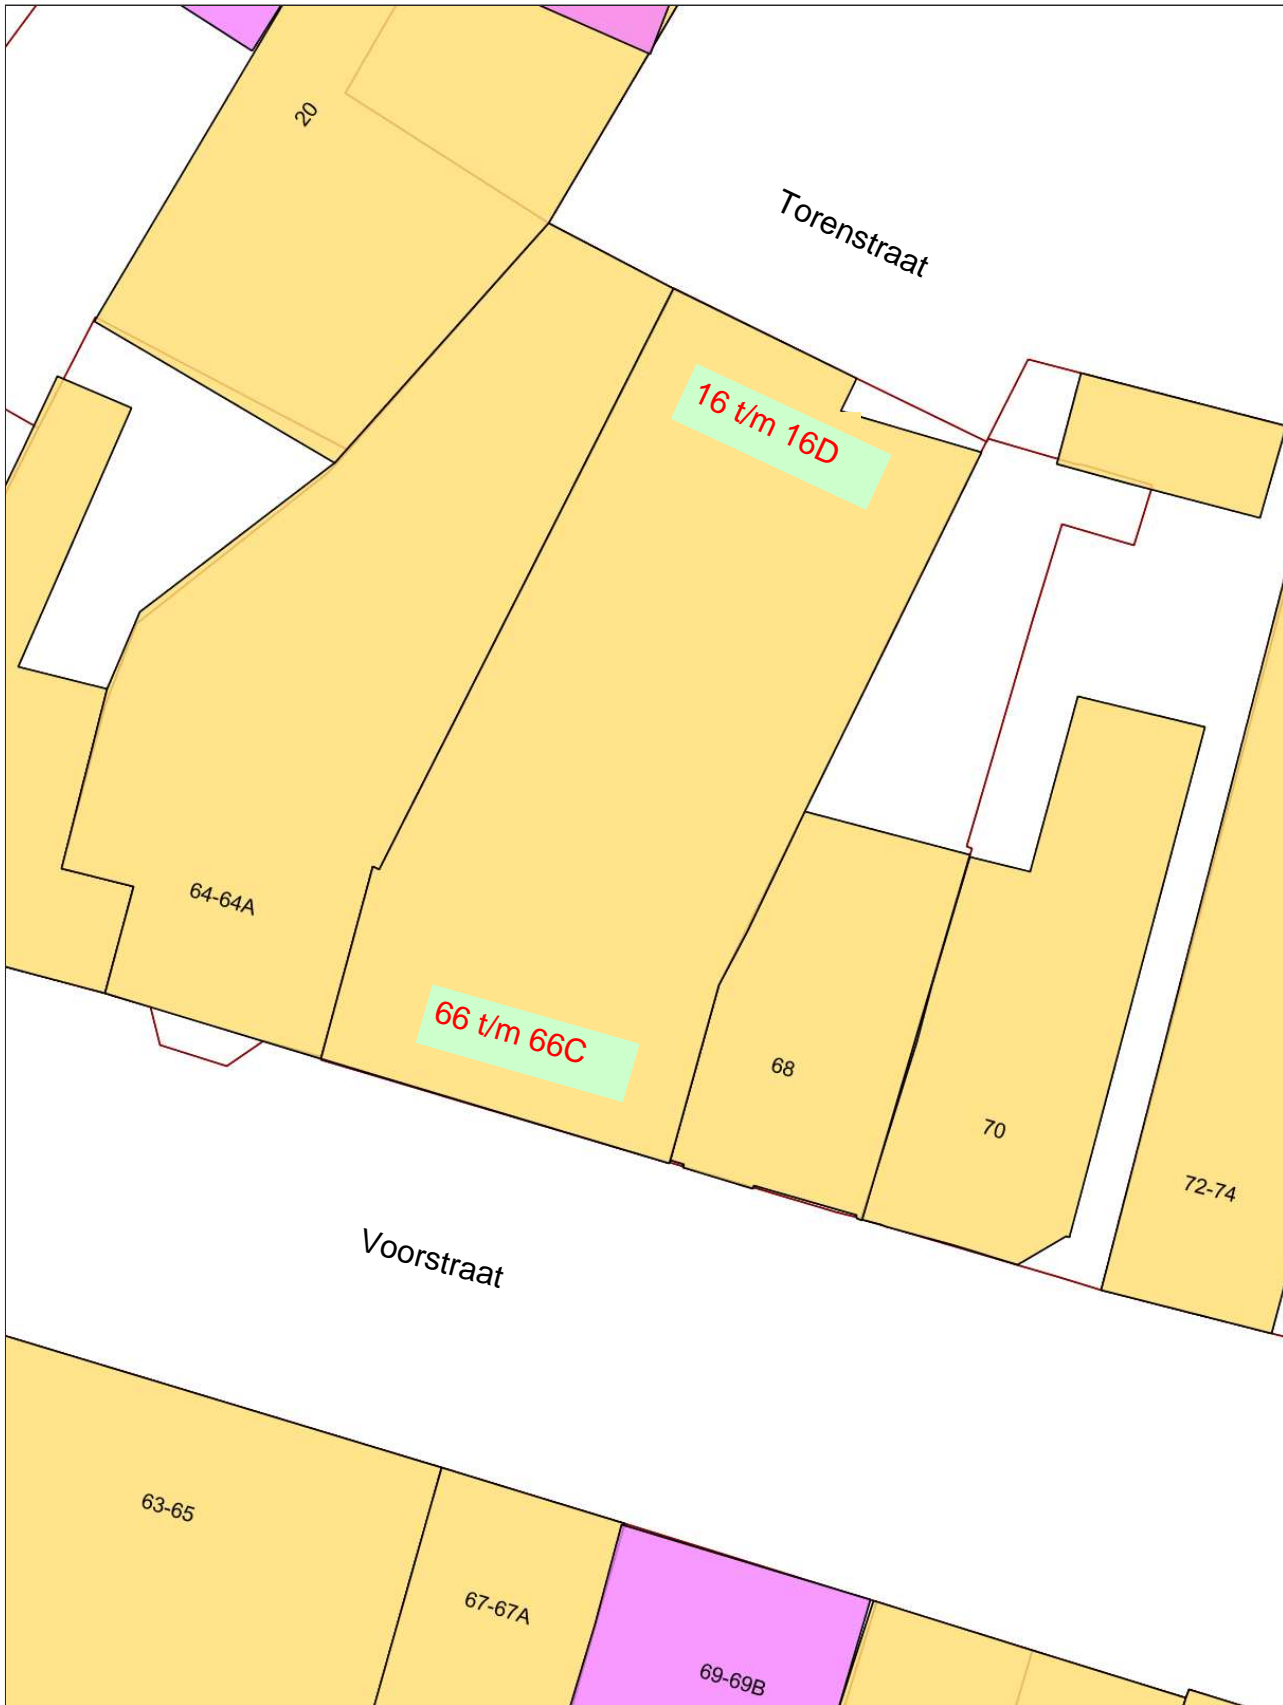 20
Torenstraat
16 t/m 16D
64-64A
66 t/m 66C
68
70
72-74
Voorstraat
63-65
67-67A
69-69B